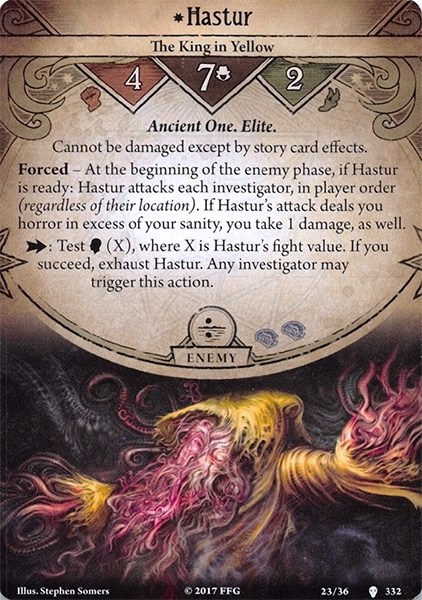 Hastur
The King in Yellow
4 7 2
Ancient One. Elite.
Cannot be damaged except by story card effects.
Forced – At the beginning of the enemy phase, if Hastur
is ready: Hastur attacks each investigator, in player order
(regardless of their location). If Hastur's attack deals you
horror in excess of your sanity, you take 1 damage, as well.
: Test (X), where X is Hastur's fight value. If you
succeed, exhaust Hastur. Any investigator may
trigger this action.
ENEMY
Illus. Stephen Somers © 2017 FFG 23/36 332